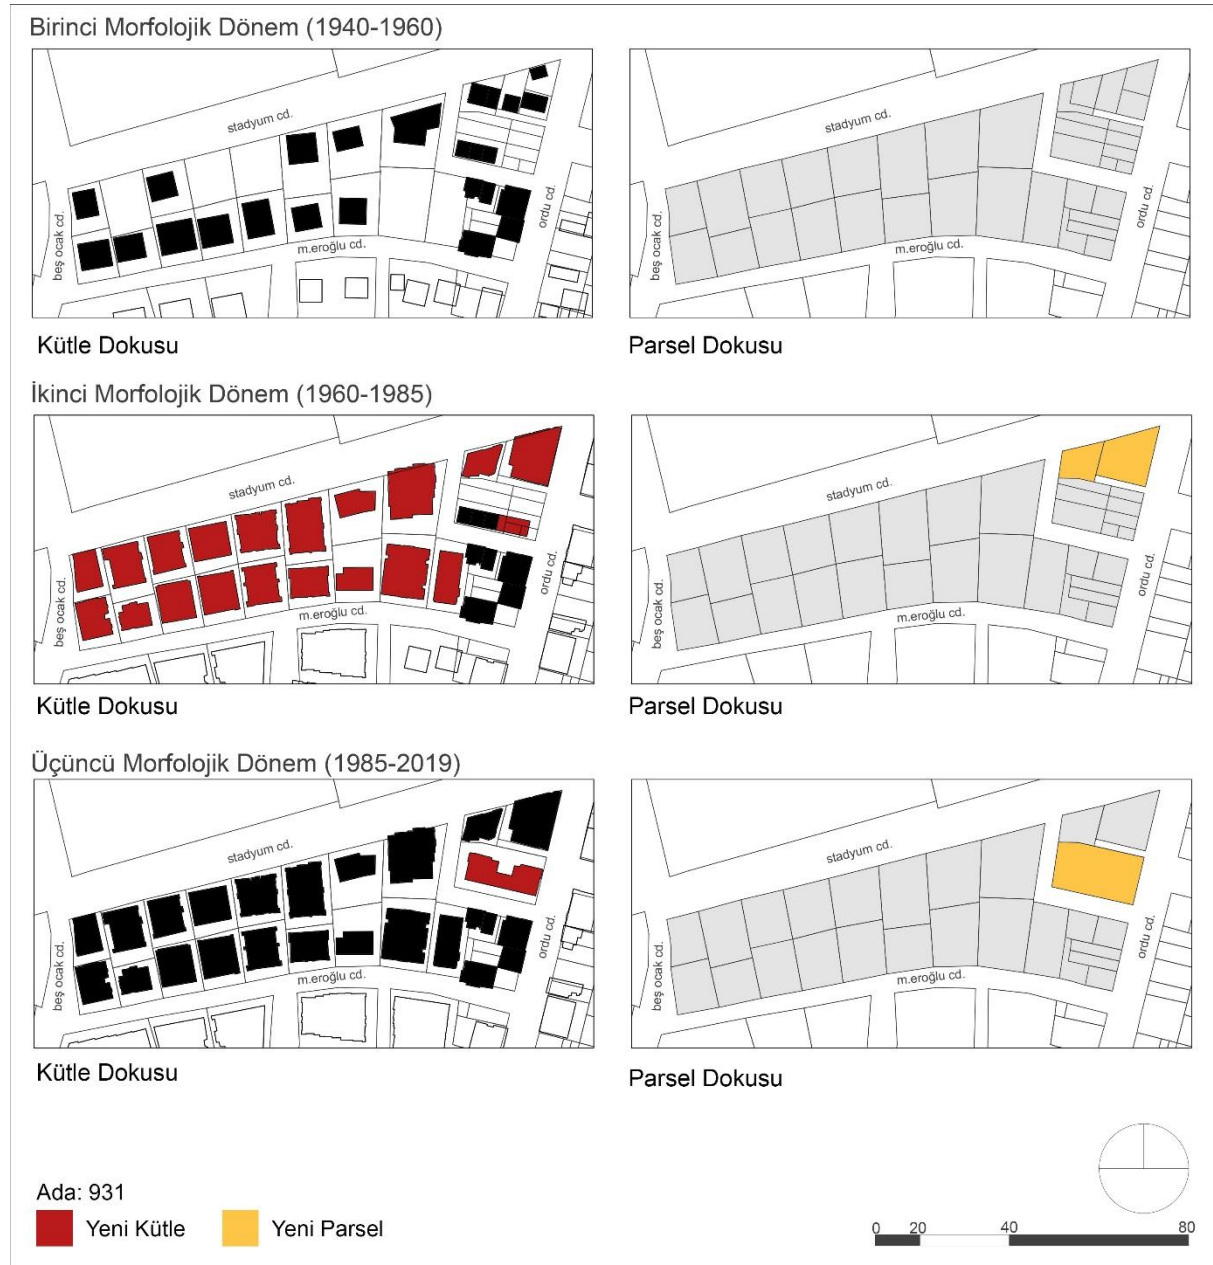 Birinci Morfolojik Dönem (1940-1960)
stadyum cd.
beş ocak cd.
m.eroğlu cd.
ordu cd.
stadyum cd.
beş ocak cd.
m.eroğlu cd.
ordu cd.
Kütle Dokusu
Parsel Dokusu
İkinci Morfolojik Dönem (1960-1985)
stadyum cd.
beş ocak cd.
m.eroğlu cd.
ordu cd.
stadyum cd.
beş ocak cd.
m.eroğlu cd.
ordu cd.
Kütle Dokusu
Parsel Dokusu
Üçüncü Morfolojik Dönem (1985-2019)
stadyum cd.
beş ocak cd.
m.eroğlu cd.
ordu cd.
stadyum cd.
beş ocak cd.
m.eroğlu cd.
ordu cd.
Kütle Dokusu
Parsel Dokusu
Ada: 931
Yeni Kütle
Yeni Parsel
0 20 40 80